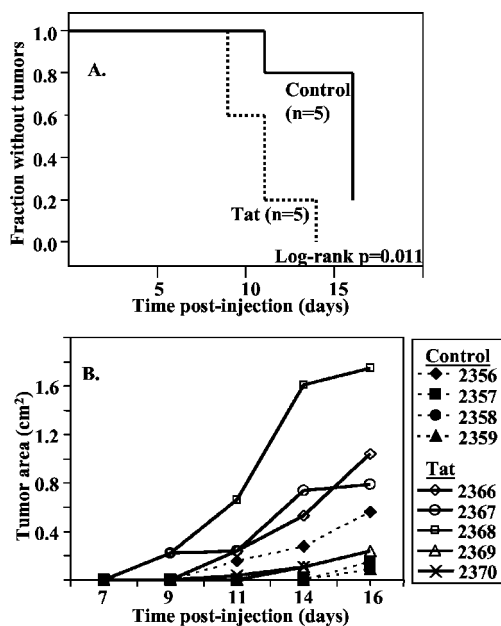 A.
Fraction without tumors
1.0
0.8
0.6
0.4
0.2
0.0
Control
(n=5)
Tat (n=5)
Log-rank p=0.011
5
10
15
Time post-injection (days)
B.
Tumor area (cm²)
1.6
1.2
0.8
0.4
7
9
11
14
16
Time post-injection (days)
Control
2356
2357
2358
2359
Tat
2366
2367
2368
2369
2370